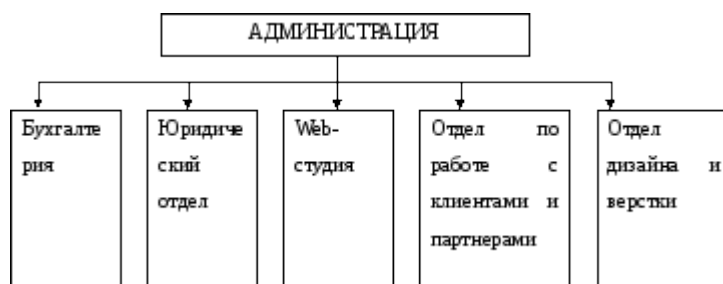 АДМИНИСТРАЦИЯ
Бухгалте
рия
Юридиче
ский
отдел
Web-
студия
Отдел по
работе с
клиентами и
партнерами
Отдел
дизайна и
верстки